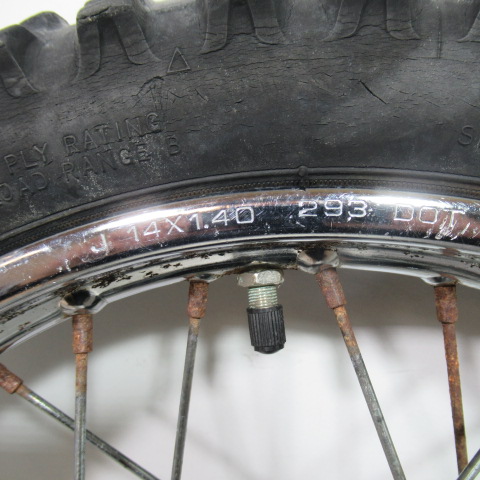 PLY RATING
LOAD RANGE B
J 14X1.40 293 DOT